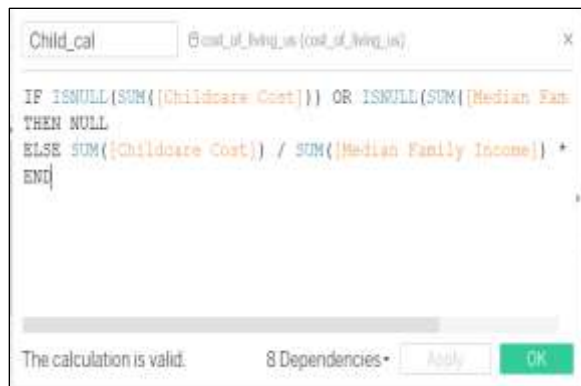 Child_cal cost_of_living_us (cost_of_living_us) ×
IF ISNULL(SUM([Childcare Cost])) OR ISNULL(SUM([Median Fam
THEN NULL
ELSE SUM([Childcare Cost]) / SUM([Median Family Income]) *
END
The calculation is valid. 8 Dependencies Apply OK